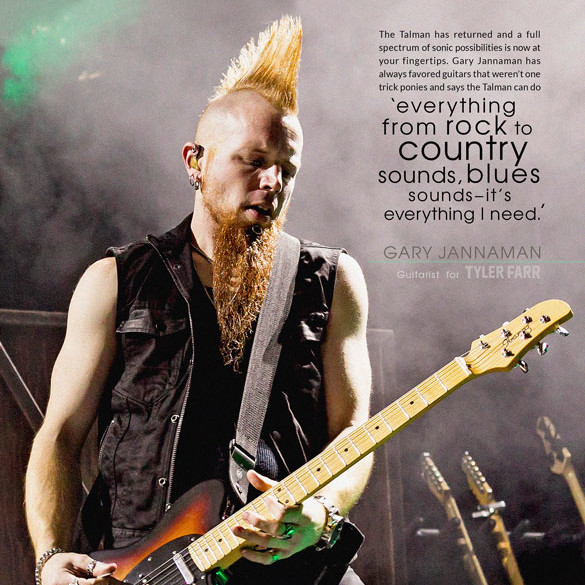 The Talman has returned and a full
spectrum of sonic possibilities is now at
your fingertips. Gary Jannaman has
always favored guitars that weren't one
trick ponies and says the Talman can do
‘everything
from rock to
country
sounds, blues
sounds–it's
everything I need.’
GARY JANNAMAN
Guitarist for TYLER FARR